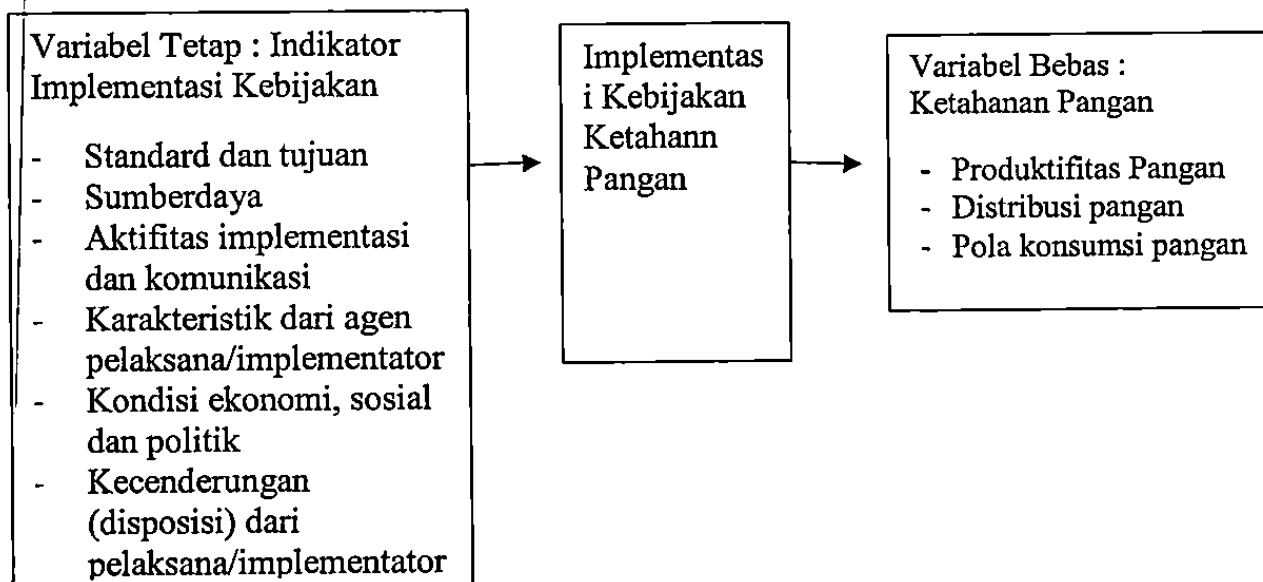 Variabel Tetap : Indikator
Implementasi Kebijakan
- Standard dan tujuan
- Sumberdaya
- Aktifitas implementasi
dan komunikasi
- Karakteristik dari agen
pelaksana/implementator
- Kondisi ekonomi, sosial
dan politik
- Kecenderungan
(disposisi) dari
pelaksana/implementator
Implementas
i Kebijakan
Ketahann
Pangan
Variabel Bebas :
Ketahanan Pangan
- Produktifitas Pangan
- Distribusi pangan
- Pola konsumsi pangan